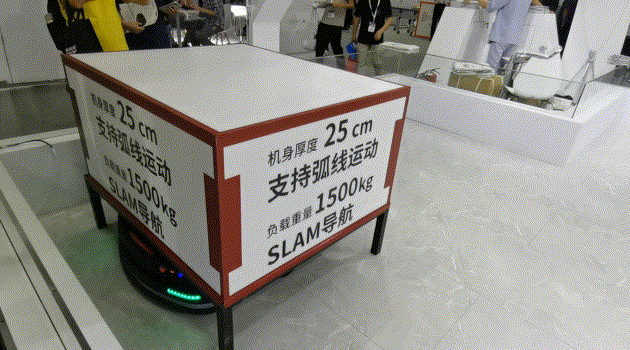 机身厚度 25 cm
支持弧线运动
负载重量 1500kg
SLAM导航
机身厚度 25 cm
支持弧线运动
负载重量 1500kg
SLAM导航